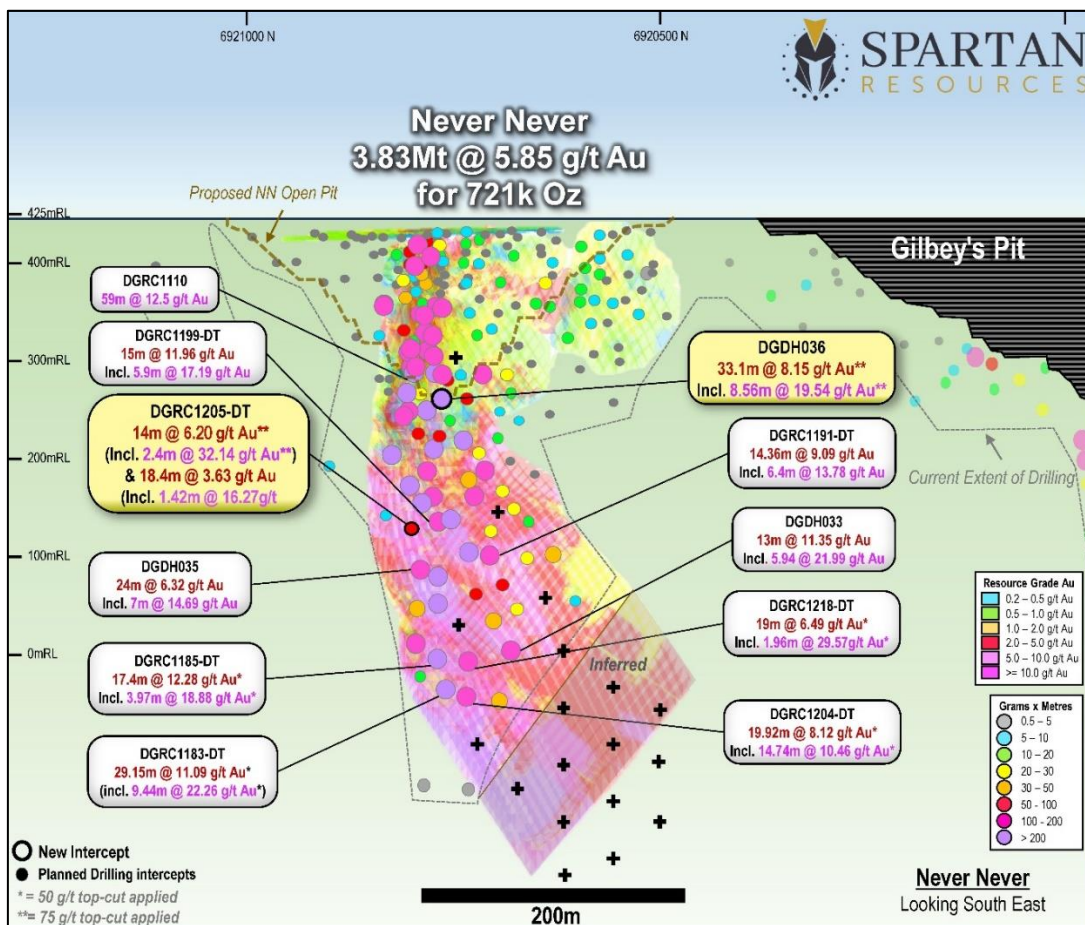 6921000 N
6920500 N
SPARTAN
RESOURCES
Never Never
3.83Mt @ 5.85 g/t Au
for 721k Oz
Proposed NN Open Pit
425mRL
400mRL
300mRL
200mRL
100mRL
0mRL
Gilbey's Pit
DGRC1110
59m @ 12.5 g/t Au
DGRC1199-DT
15m @ 11.96 g/t Au
Incl. 5.9m @ 17.19 g/t Au
DGRC1205-DT
14m @ 6.20 g/t Au**
(Incl. 2.4m @ 32.14 g/t Au**)
& 18.4m @ 3.63 g/t Au
(Incl. 1.42m @ 16.27g/t
DGDH035
24m @ 6.32 g/t Au
Incl. 7m @ 14.69 g/t Au
DGRC1185-DT
17.4m @ 12.28 g/t Au*
Incl. 3.97m @ 18.88 g/t Au*
DGRC1183-DT
29.15m @ 11.09 g/t Au*
(incl. 9.44m @ 22.26 g/t Au*)
DGDH036
33.1m @ 8.15 g/t Au**
Incl. 8.56m @ 19.54 g/t Au**
DGRC1191-DT
14.36m @ 9.09 g/t Au
Incl. 6.4m @ 13.78 g/t Au
DGDH033
13m @ 11.35 g/t Au
Incl. 5.94 @ 21.99 g/t Au
DGRC1218-DT
19m @ 6.49 g/t Au*
Incl. 1.96m @ 29.57g/t Au*
DGRC1204-DT
19.92m @ 8.12 g/t Au*
Incl. 14.74m @ 10.46 g/t Au*
Current Extent of Drilling
Inferred
Resource Grade Au
0.2 – 0.5 g/t Au
0.5 – 1.0 g/t Au
1.0 – 2.0 g/t Au
2.0 – 5.0 g/t Au
5.0 – 10.0 g/t Au
>= 10.0 g/t Au
Grams x Metres
0.5 – 5
5 – 10
10 – 20
20 – 30
30 – 50
50 - 100
100 - 200
> 200
New Intercept
Planned Drilling intercepts
* = 50 g/t top-cut applied
**= 75 g/t top-cut applied
200m
Never Never
Looking South East